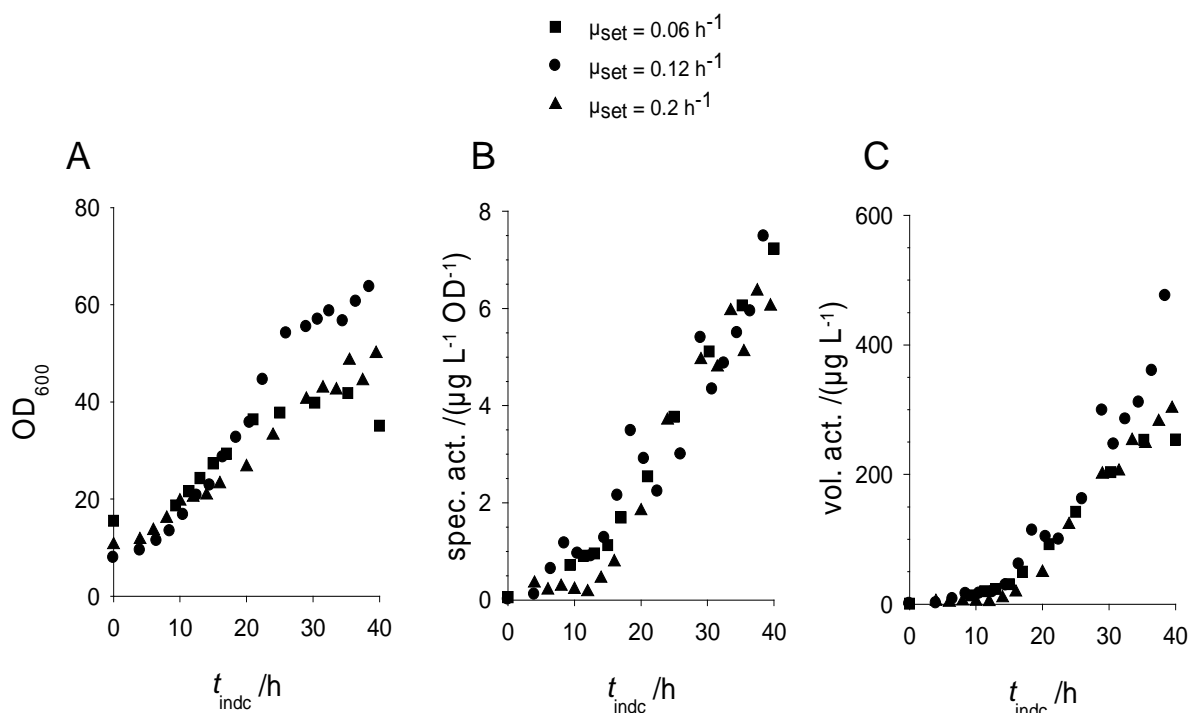 µset = 0.06 h-1
µset = 0.12 h-1
µset = 0.2 h-1
A
OD600
80
60
40
20
0
0 10 20 30 40
tindc /h
B
spec. act. /(µg L-1 OD-1)
8
6
4
2
0
0 10 20 30 40
tindc /h
C
vol. act. /(µg L-1)
600
400
200
0
0 10 20 30 40
tindc /h